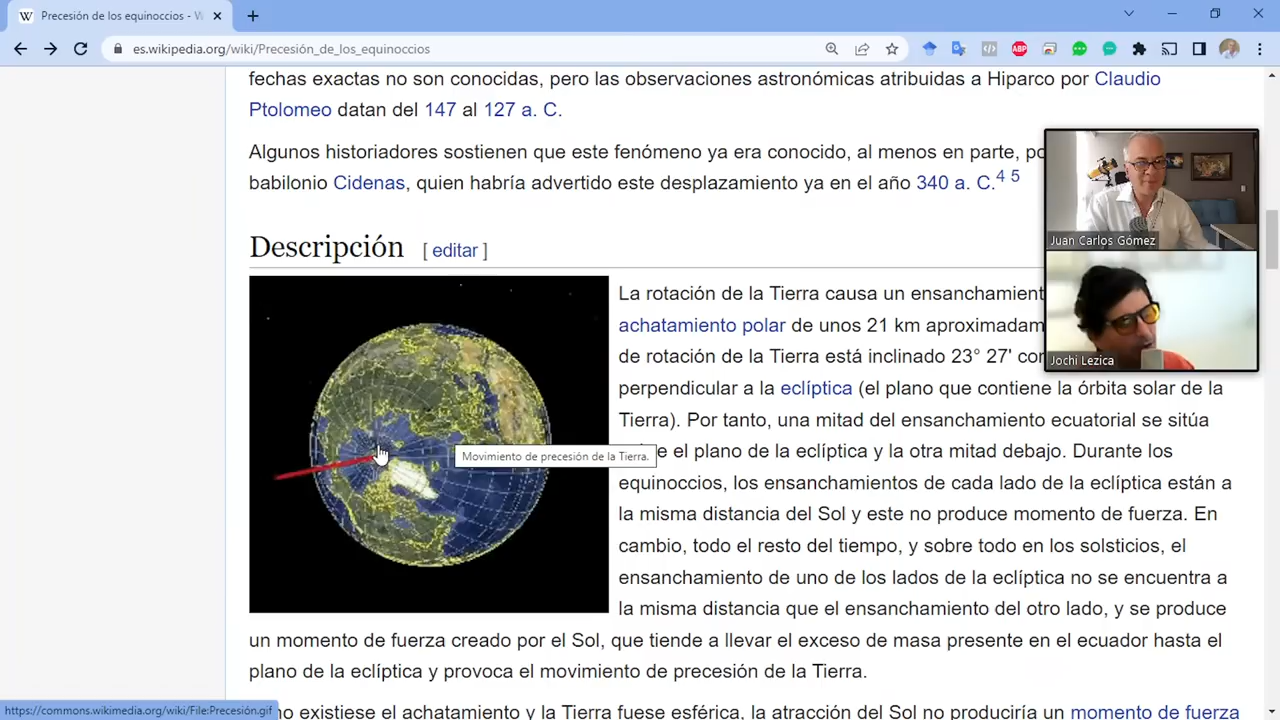 Precesión de los equinoccios - W
es.wikipedia.org/wiki/Precesión_de_los_equinoccios
ABP
fechas exactas no son conocidas, pero las observaciones astronómicas atribuidas a Hiparco por Claudio
Ptolomeo datan del 147 al 127 a. C.
Algunos historiadores sostienen que este fenómeno ya era conocido, al menos en parte,
babilonio Cidenas, quien habría advertido este desplazamiento ya en el año 340 a. C.4 5
Juan Carlos Gómez
Descripción [ editar ]
La rotación de la Tierra causa un
achatamiento polar de unos 21 km
de rotación de la Tierra está inclinado 23° 27'
Jochi Lezica
perpendicular a la eclíptica (el plano que contiene la órbita solar de la
Tierra). Por tanto, una mitad del ensanchamiento ecuatorial se sitúa
Movimiento de precesión de la Tierra.
e el plano de la eclíptica y la otra mitad debajo. Durante los
equinoccios, los ensanchamientos de cada lado de la eclíptica están a
la misma distancia del Sol y este no produce momento de fuerza. En
cambio, todo el resto del tiempo, y sobre todo en los solsticios, el
ensanchamiento de uno de los lados de la eclíptica no se encuentra a
la misma distancia que el ensanchamiento del otro lado, y se produce
un momento de fuerza creado por el Sol, que tiende a llevar el exceso de masa presente en el ecuador hasta el
plano de la eclíptica y provoca el movimiento de precesión de la Tierra.
https://commons.wikimedia.org/wiki/File:Precesión.gif
existiese el achatamiento y la Tierra fuese esférica, la atracción del Sol no produciría un momento de fuerza